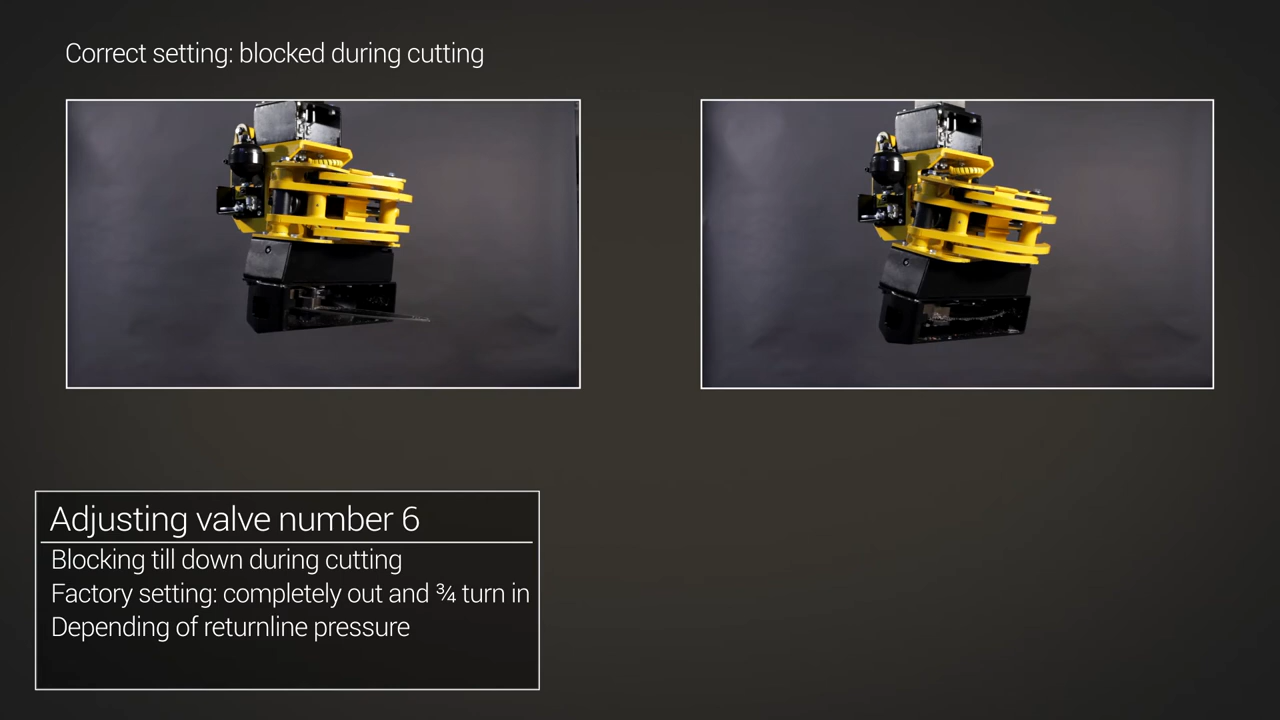 Correct setting: blocked during cutting
Adjusting valve number 6
Blocking till down during cutting
Factory setting: completely out and ¾ turn in
Depending of returnline pressure